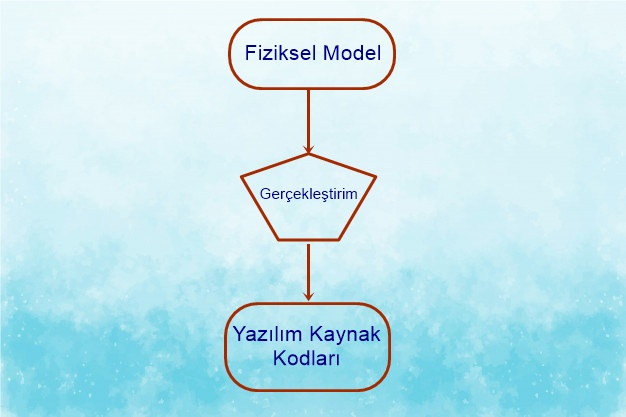 Fiziksel Model
Gerçekleştirim
Yazılım Kaynak
Kodları